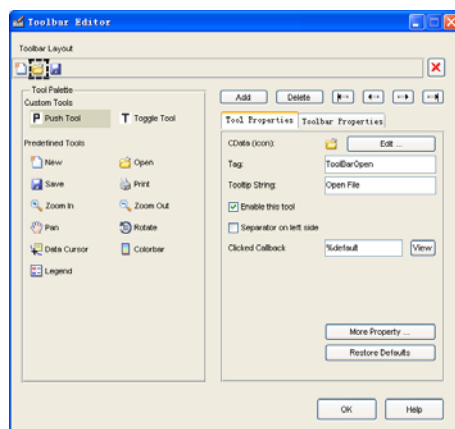 Toolbar Editor
Toolbar Layout
Tool Palette
Custom Tools
P Push Tool
T Toggle Tool
Predefined Tools
New
Open
Save
Print
Zoom In
Zoom Out
Pan
Rotate
Data Cursor
Colorbar
Legend
Add
Delete
Tool Properties
Toolbar Properties
CData (icon):
Edit ...
Tag:
ToolBarOpen
Tooltip String:
Open File
Enable this tool
Separator on left side
Clicked Callback
%default
View
More Property ...
Restore Defaults
OK
Help